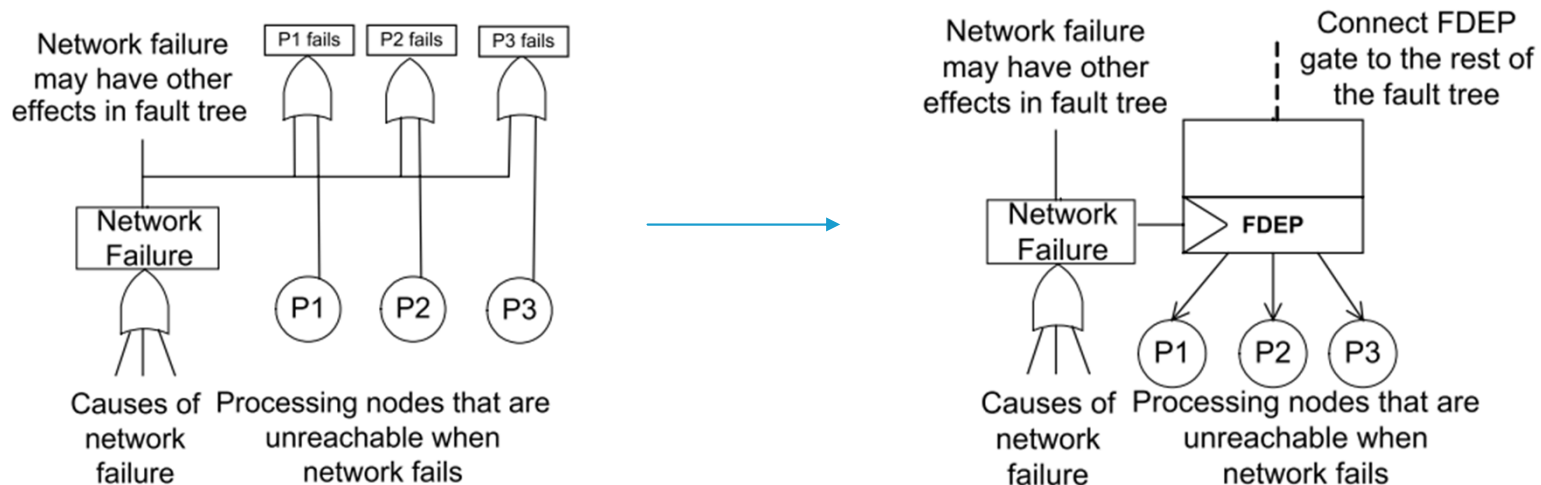 Network failure
may have other
effects in fault tree
P1 fails
P2 fails
P3 fails
Network
Failure
P1
P2
P3
Causes of
network
failure
Processing nodes that are
unreachable when
network fails
Network failure
may have other
effects in fault tree
Connect FDEP
gate to the rest of
the fault tree
Network
Failure
FDEP
P1
P2
P3
Causes of
network
failure
Processing nodes that are
unreachable when
network fails